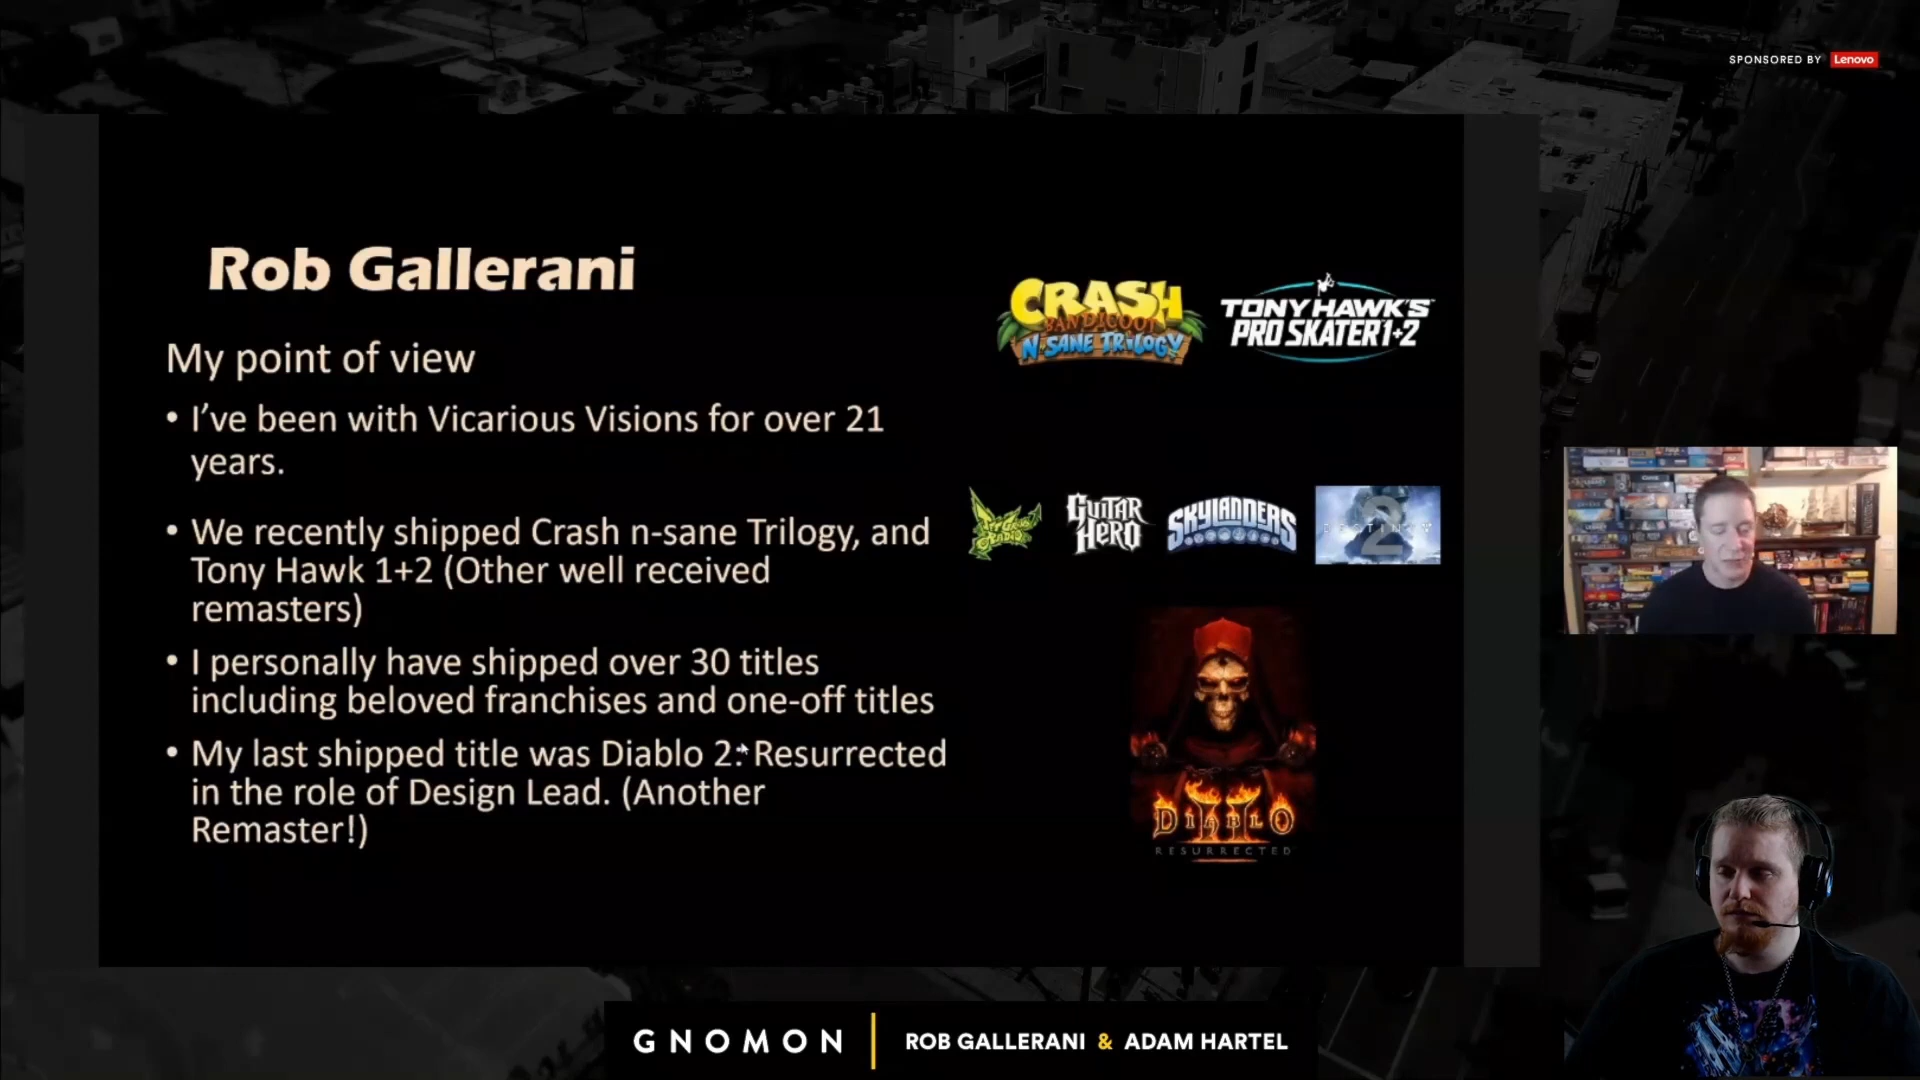 SPONSORED BY Lenovo
Rob Gallerani
My point of view
• I’ve been with Vicarious Visions for over 21
years.
• We recently shipped Crash n-sane Trilogy, and
Tony Hawk 1+2 (Other well received
remasters)
• I personally have shipped over 30 titles
including beloved franchises and one-off titles
• My last shipped title was Diablo 2: Resurrected
in the role of Design Lead. (Another
Remaster!)
CRASH
BANDICOOT
N•SANE TRILOGY
TONY HAWK'S
PRO SKATER 1+2
GUITAR
HERO
SKYLANDERS
DESTINY
2
DIABLO
II
RESURRECTED
GNOMON | ROB GALLERANI & ADAM HARTEL